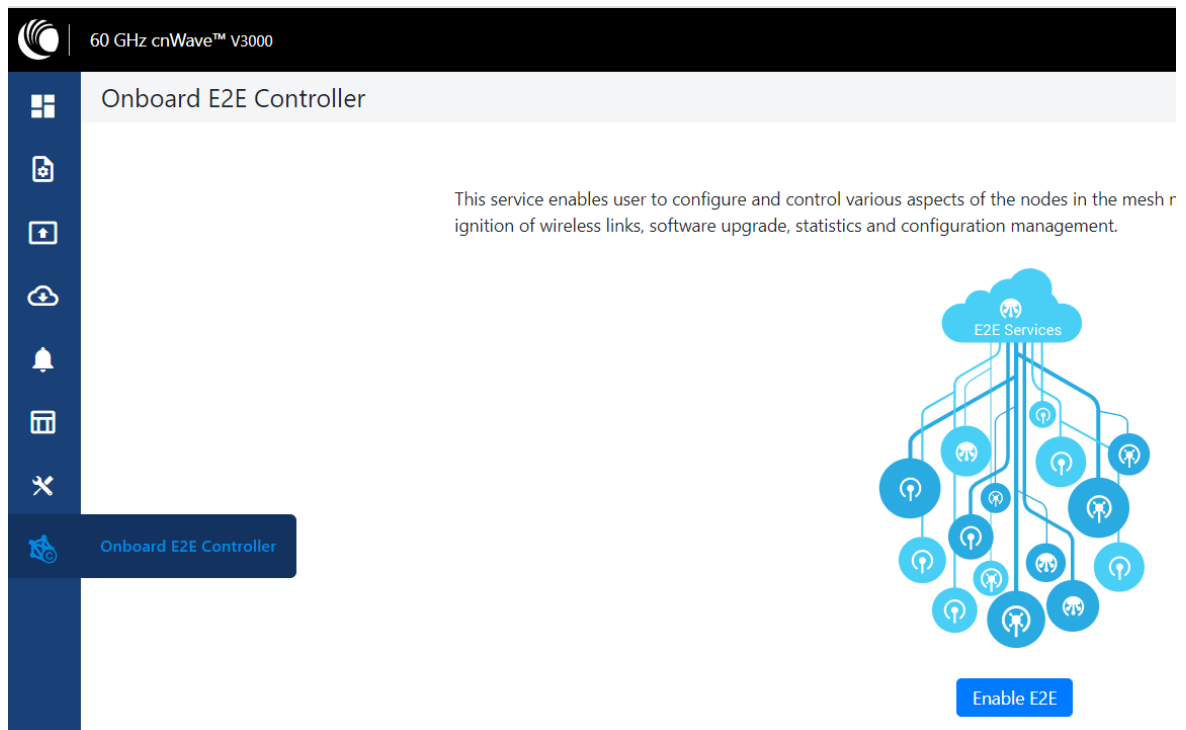 60 GHz cnWave™ V3000
Onboard E2E Controller
This service enables user to configure and control various aspects of the nodes in the mesh
ignition of wireless links, software upgrade, statistics and configuration management.
E2E Services
Onboard E2E Controller
Enable E2E